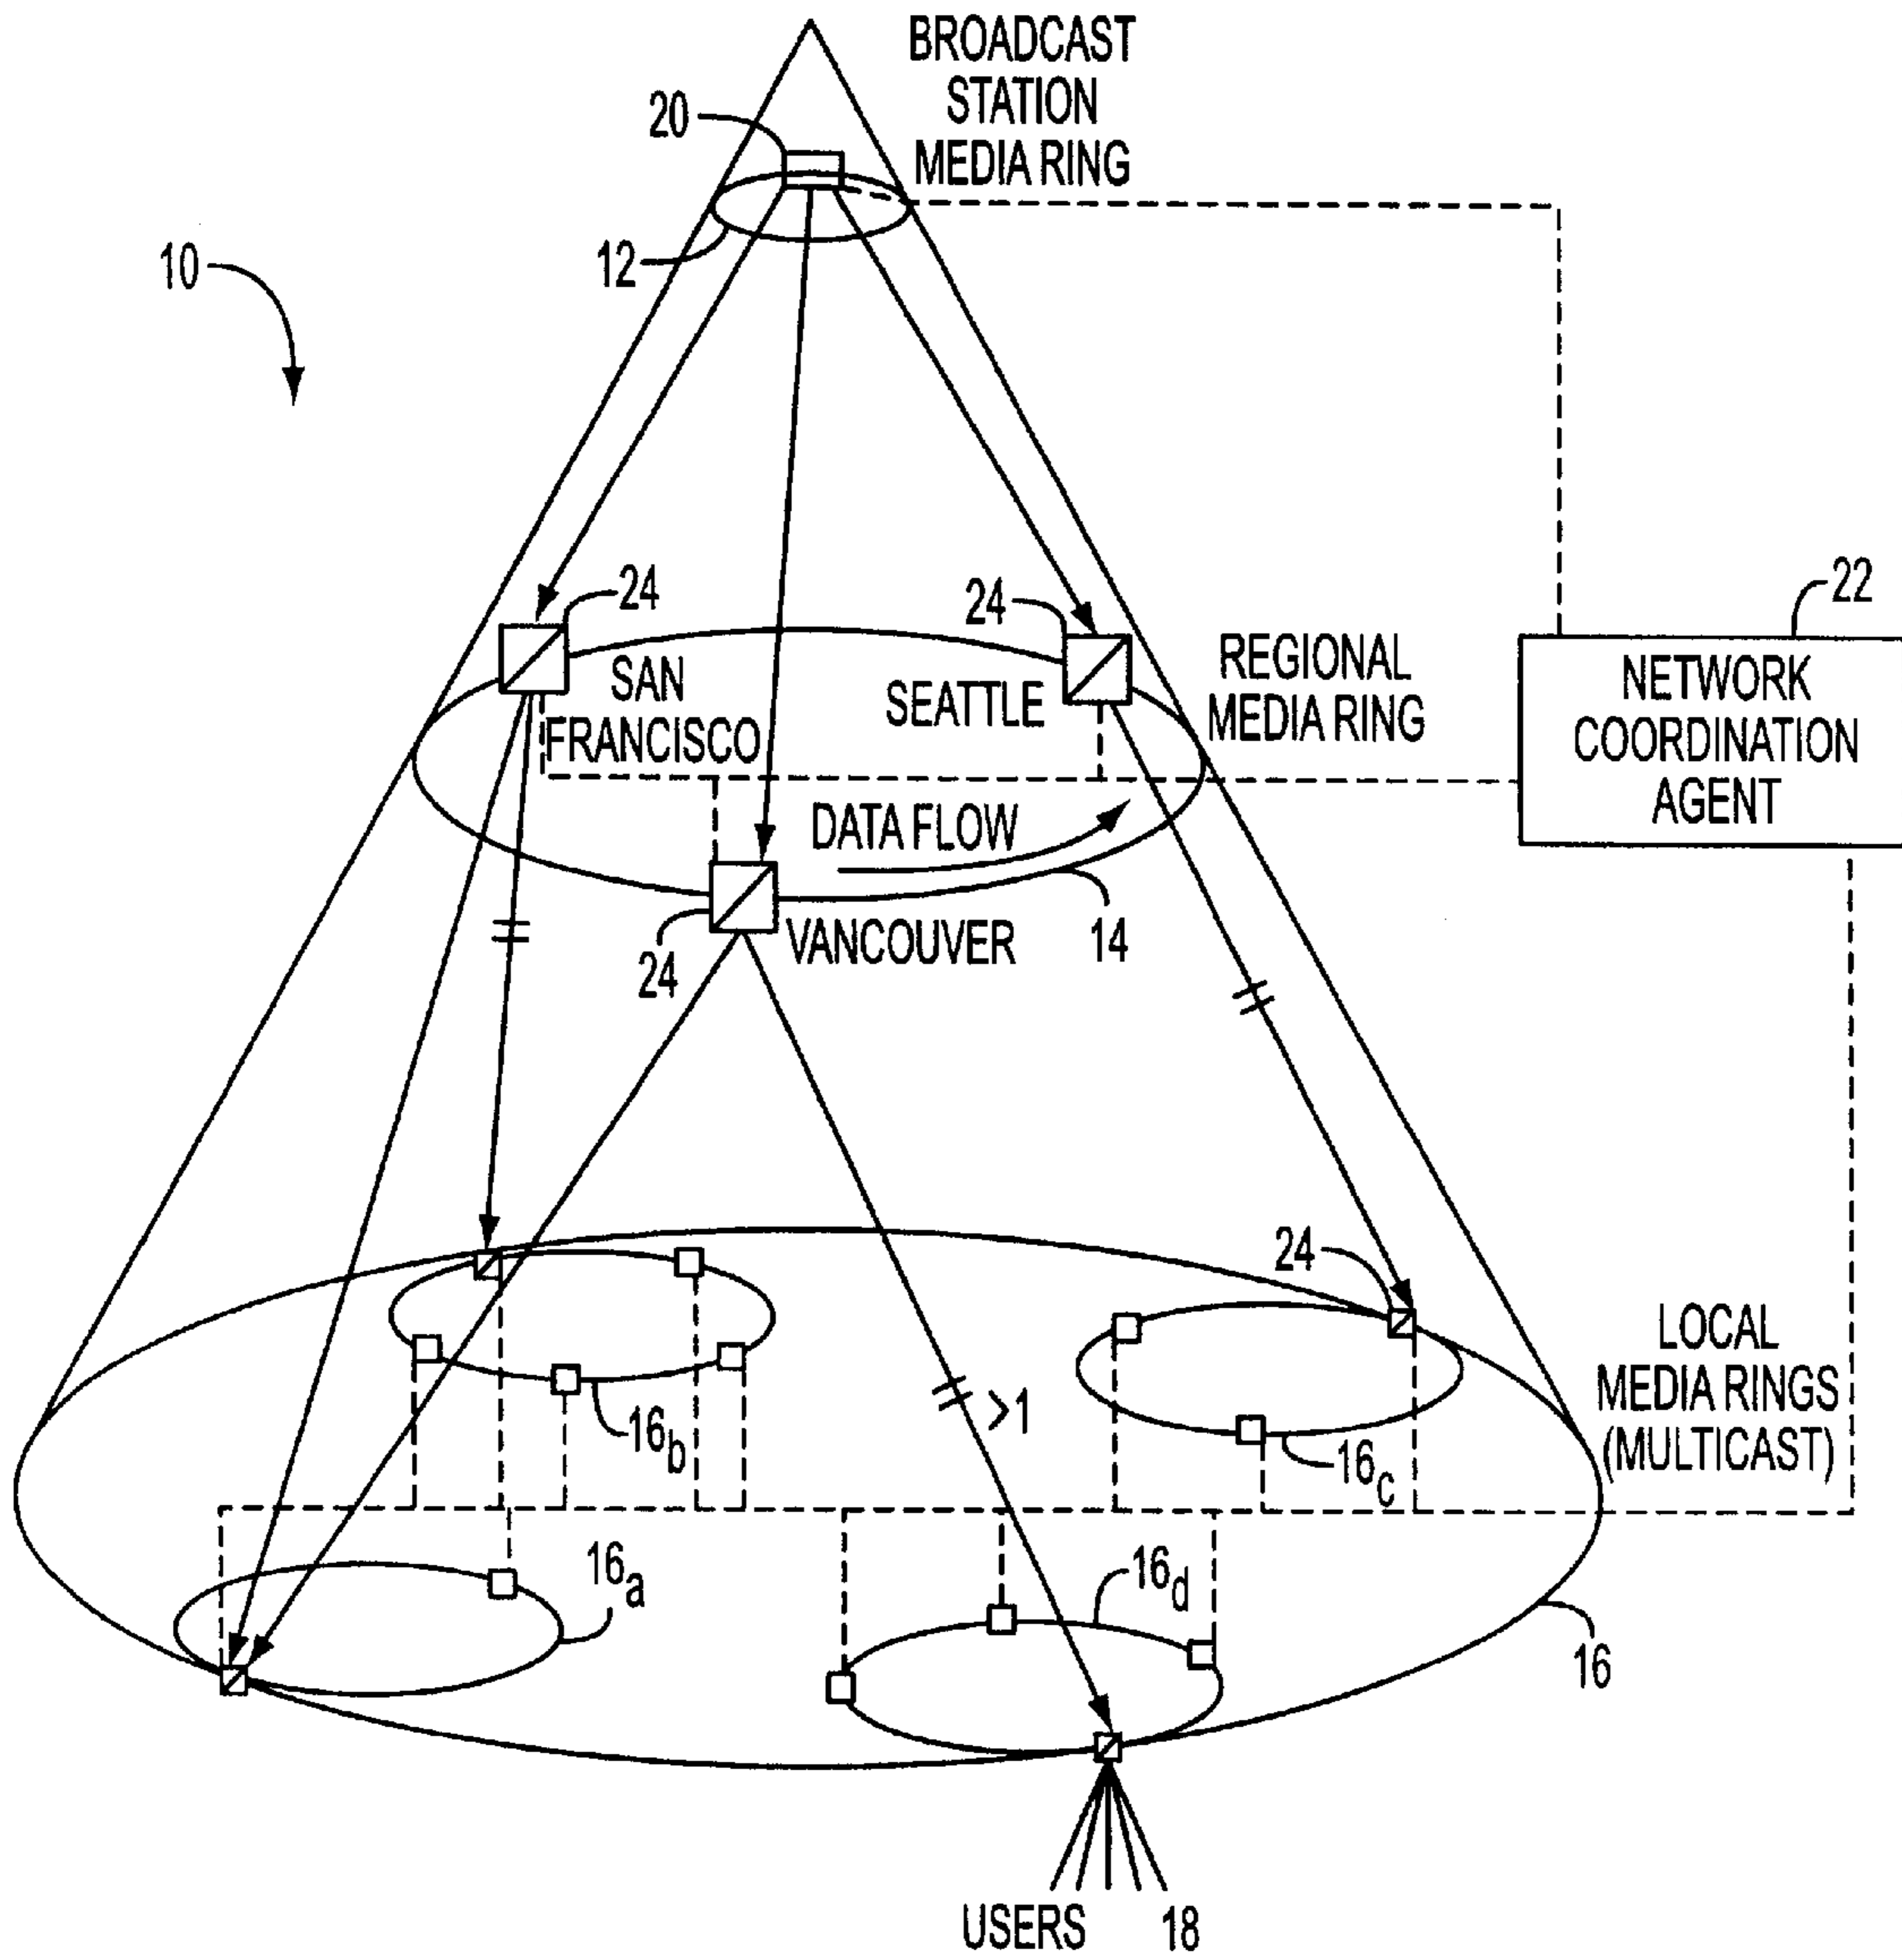 BROADCAST
STATION
MEDIA RING
20
12
10
24
24
22
SAN
FRANCISCO
SEATTLE
REGIONAL
MEDIA RING
NETWORK
COORDINATION
AGENT
DATA FLOW
24
VANCOUVER
14
24
>1
LOCAL
MEDIA RINGS
(MULTICAST)
16b
16c
16a
16d
16
USERS
18